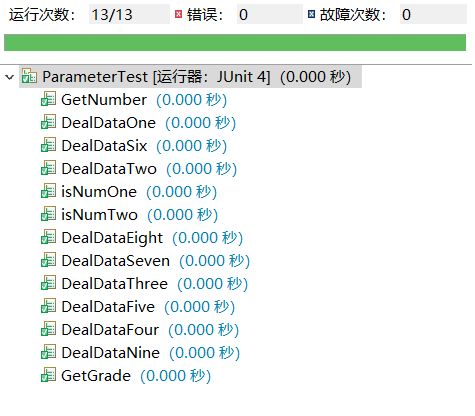 运行次数： 13/13 错误： 0 故障次数： 0
ParameterTest [运行器：JUnit 4] (0.000 秒)
GetNumber (0.000 秒)
DealDataOne (0.000 秒)
DealDataSix (0.000 秒)
DealDataTwo (0.000 秒)
isNumOne (0.000 秒)
isNumTwo (0.000 秒)
DealDataEight (0.000 秒)
DealDataSeven (0.000 秒)
DealDataThree (0.000 秒)
DealDataFive (0.000 秒)
DealDataFour (0.000 秒)
DealDataNine (0.000 秒)
GetGrade (0.000 秒)